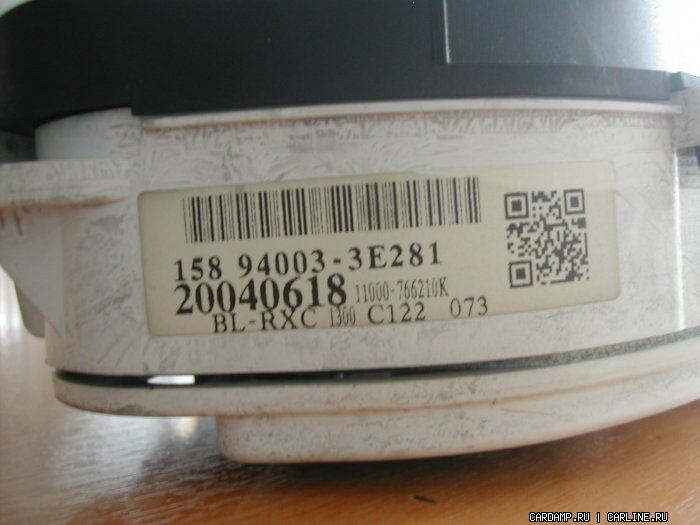 158 94003-3E281
20040618 11000-766210K
BL-RXC 1300 C122 073
CARDAMP.RU | CARLINE.RU